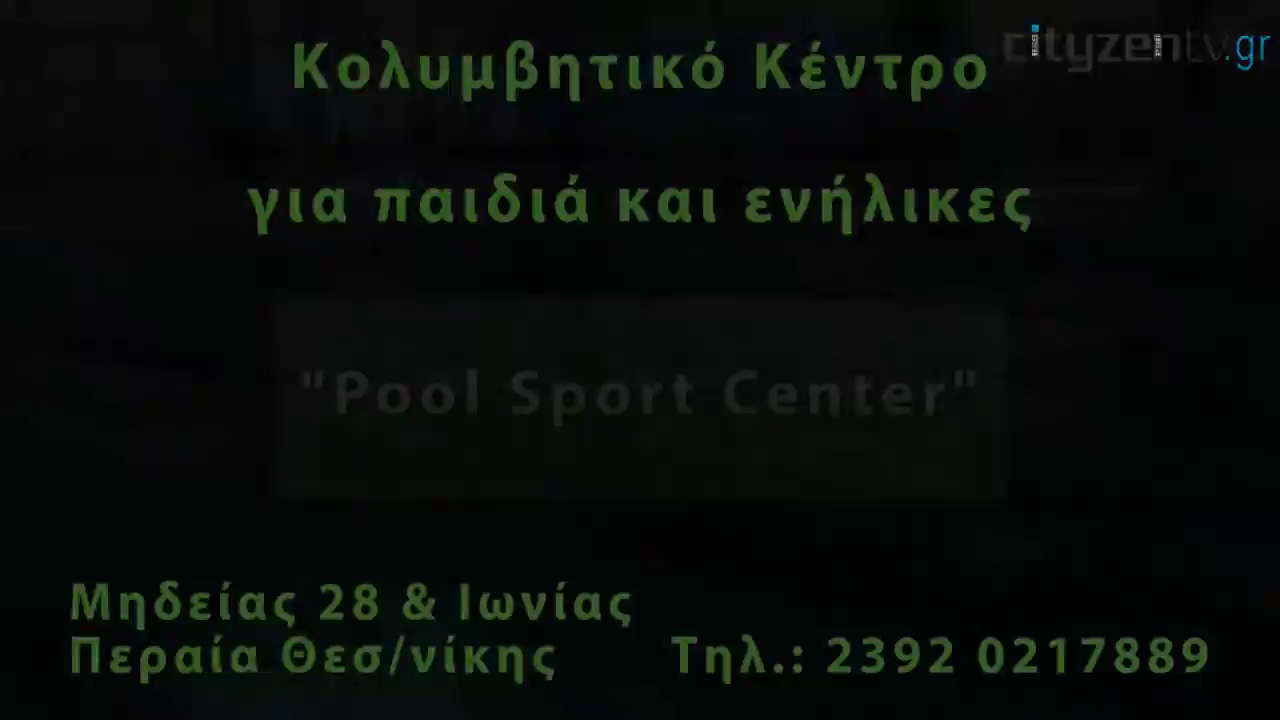 cityzentv.gr
Κολυμβητικό Κέντρο
για παιδιά και ενήλικες
"Pool Sport Center"
Μηδείας 28 & Ιωνίας
Περαία Θεσ/νίκης Τηλ.: 2392 0217889